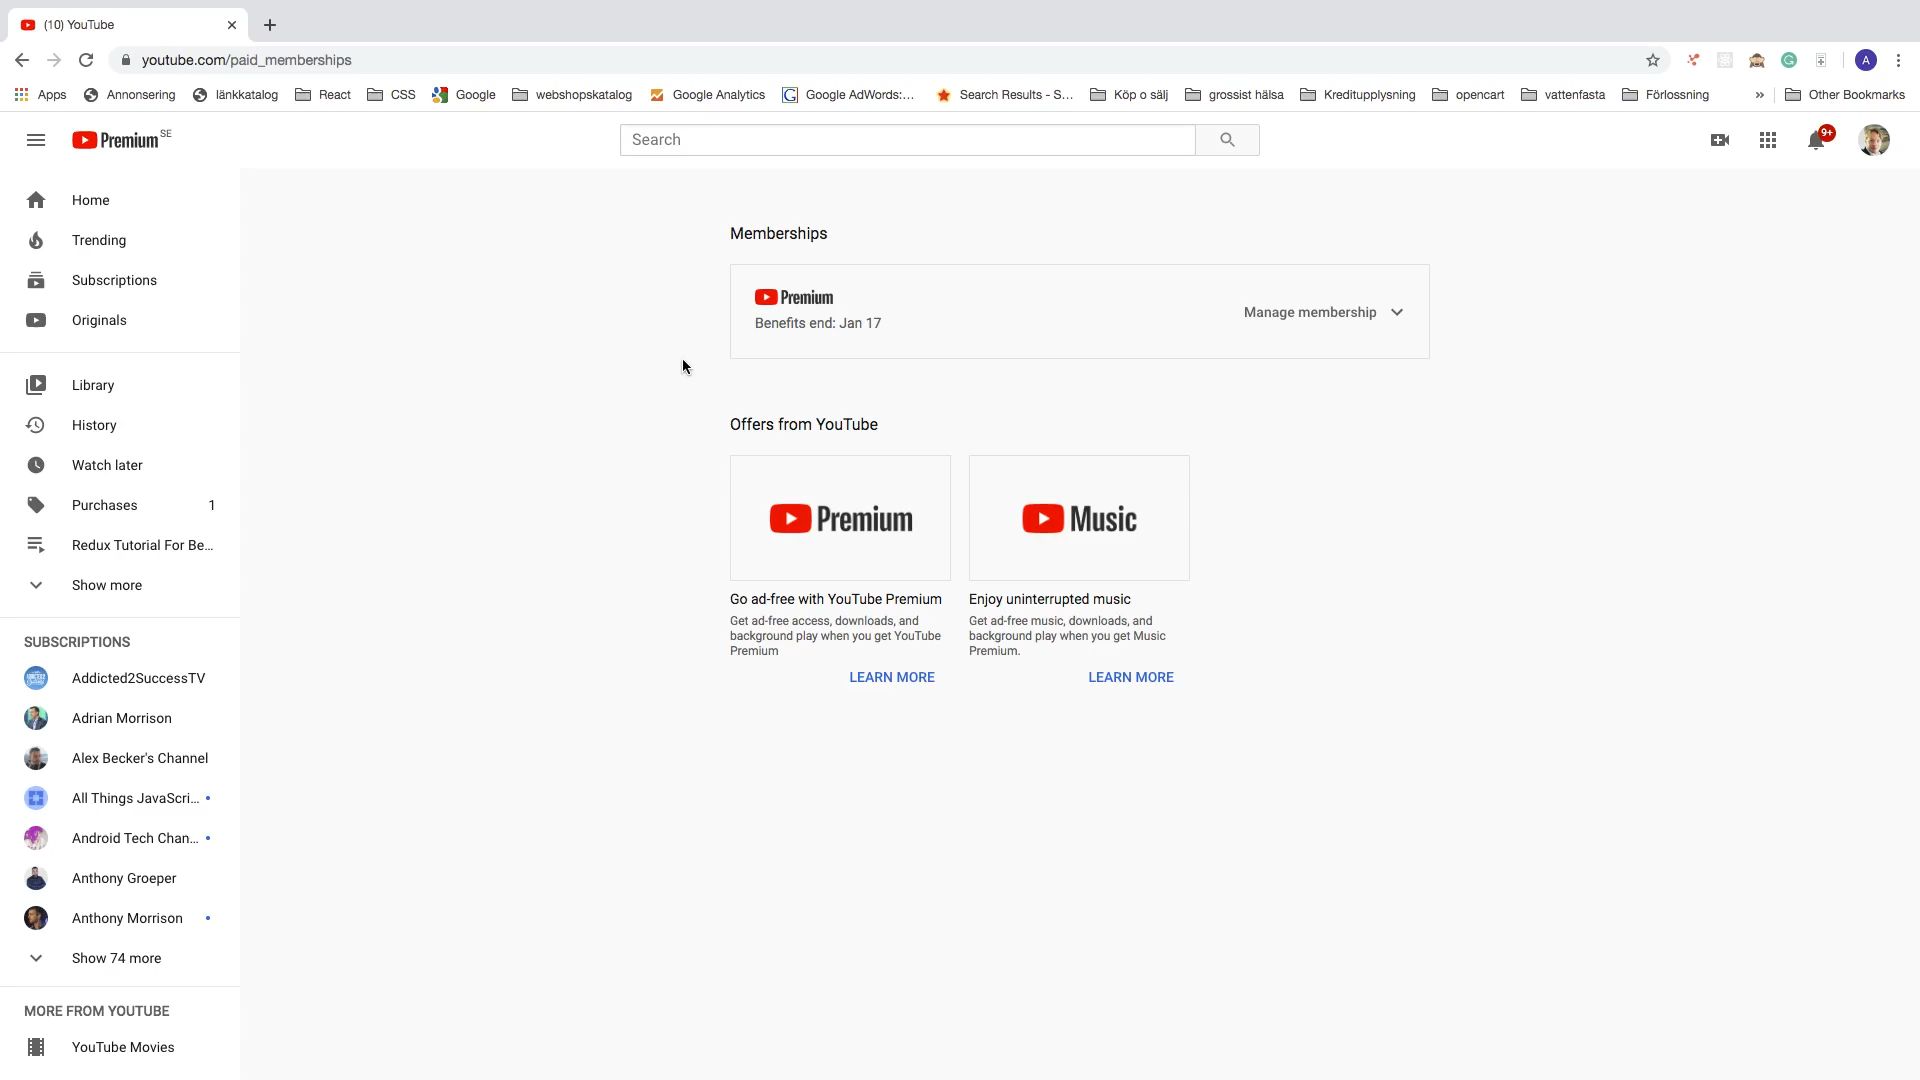 (10) YouTube
youtube.com/paid_memberships
A
Apps
Annonsering
länkkatalog
React
CSS
Google
webshopskatalog
Google Analytics
Google AdWords:...
Search Results - S...
Köp o sälj
grossist hälsa
Kreditupplysning
opencart
vattenfasta
Förlossning
»
Other Bookmarks
Premium SE
Search
9+
Home
Trending
Subscriptions
Originals
Library
History
Watch later
Purchases 1
Redux Tutorial For Be...
Show more
SUBSCRIPTIONS
Addicted2SuccessTV
Adrian Morrison
Alex Becker's Channel
All Things JavaScri...
Android Tech Chan...
Anthony Groeper
Anthony Morrison
Show 74 more
MORE FROM YOUTUBE
YouTube Movies
Memberships
Premium
Benefits end: Jan 17
Manage membership
Offers from YouTube
Premium
Go ad-free with YouTube Premium
Get ad-free access, downloads, and
background play when you get YouTube
Premium
LEARN MORE
Music
Enjoy uninterrupted music
Get ad-free music, downloads, and
background play when you get Music
Premium.
LEARN MORE